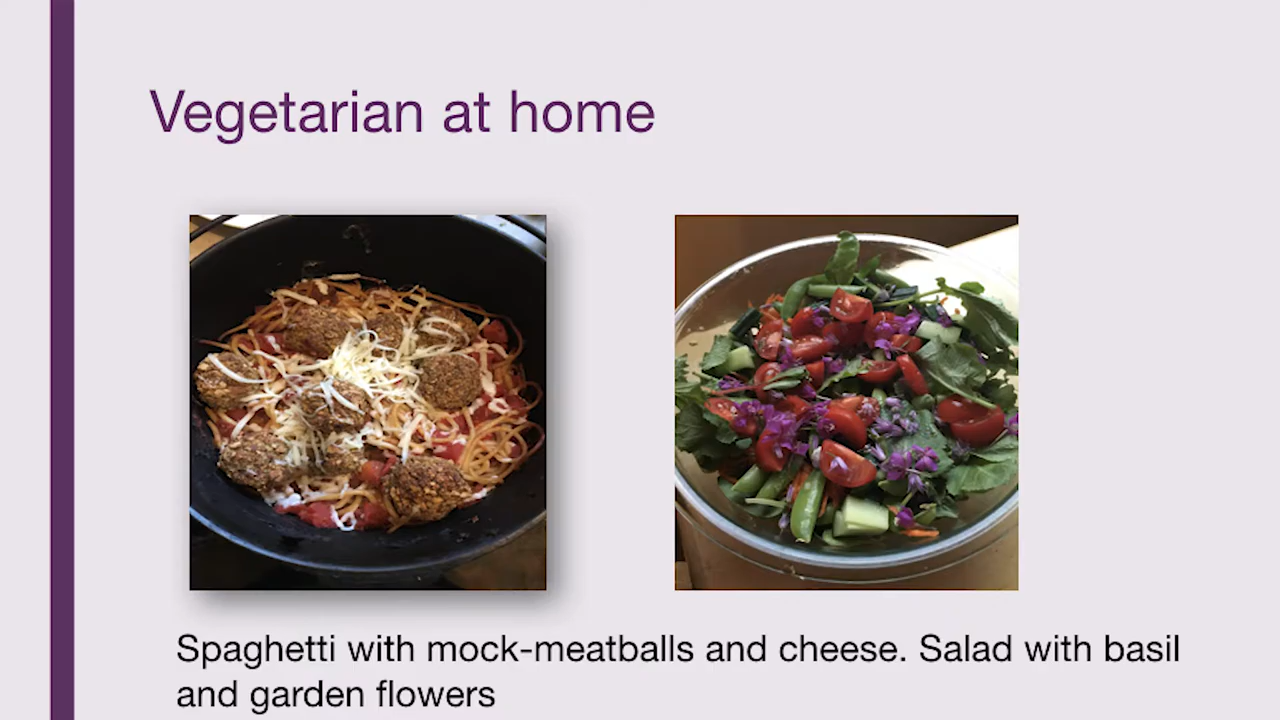 Vegetarian at home
Spaghetti with mock-meatballs and cheese. Salad with basil
and garden flowers